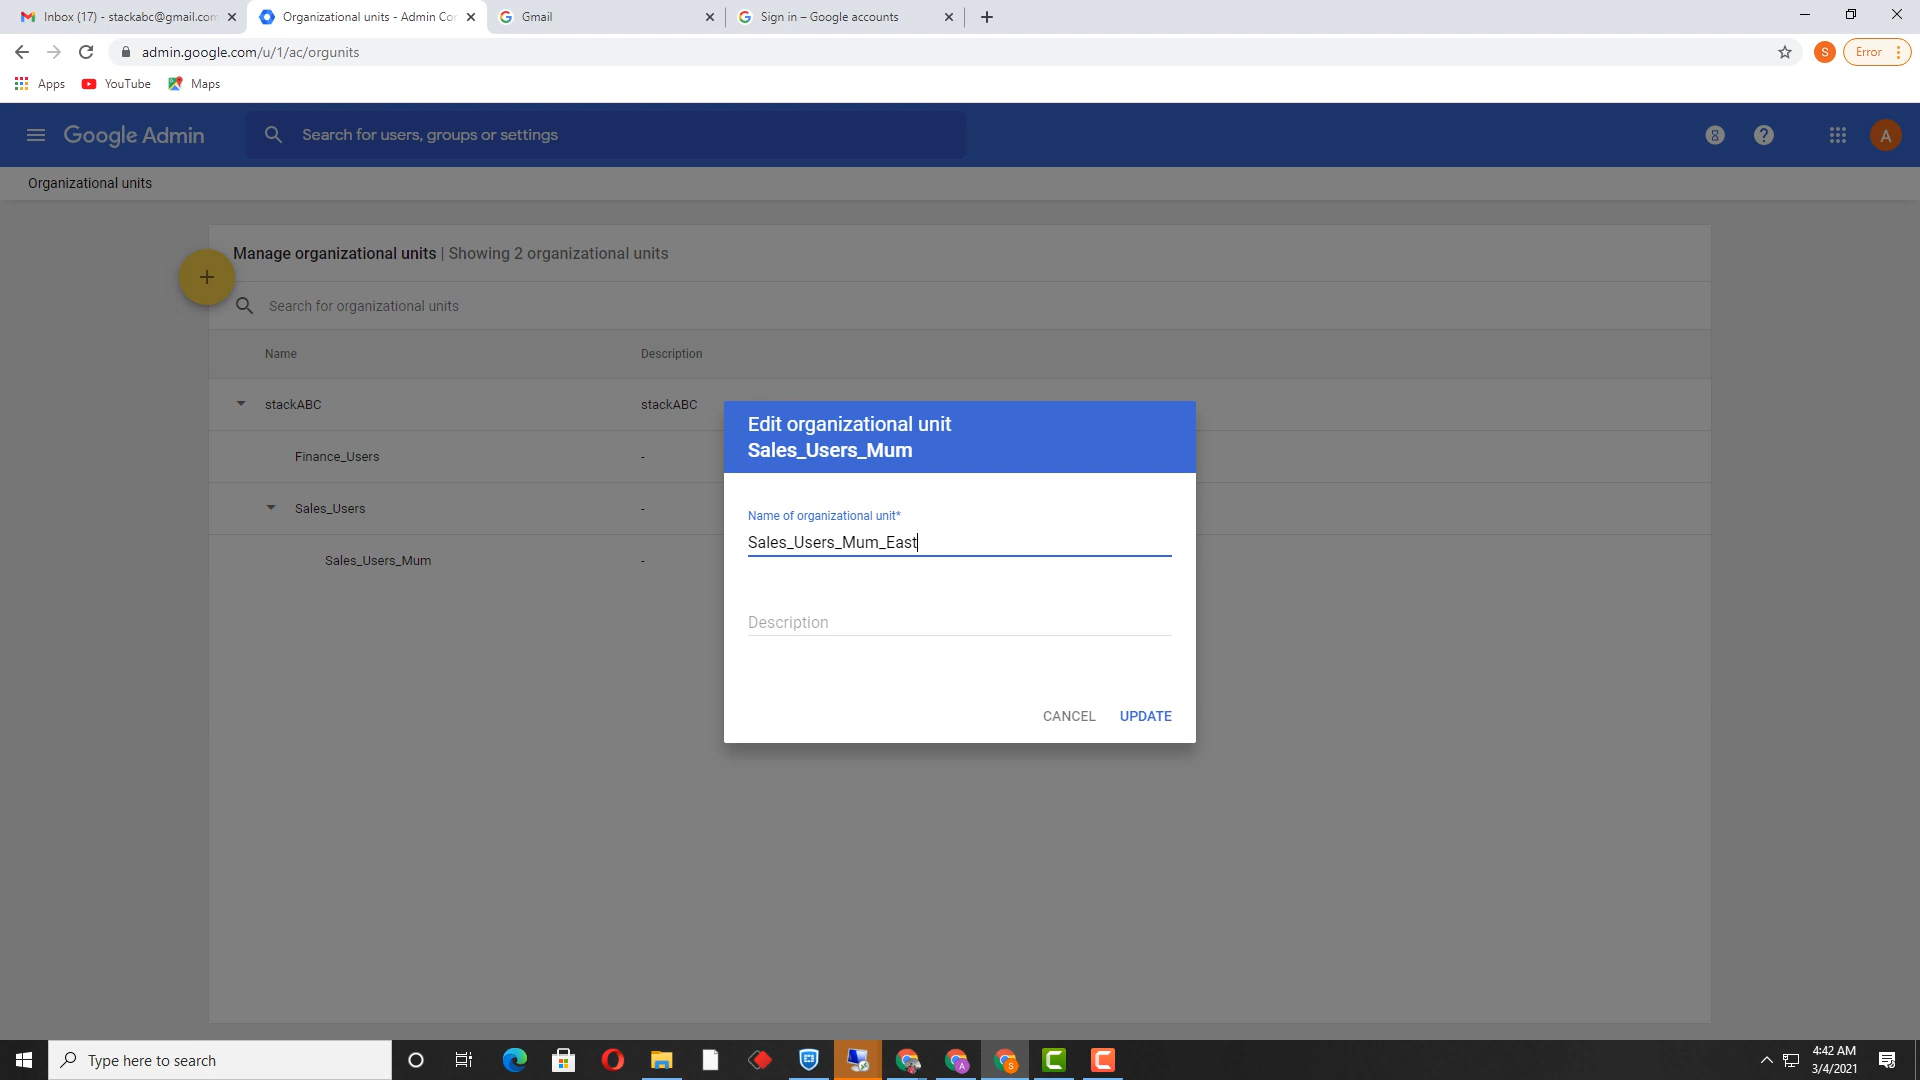 Inbox (17) - stackabc@gmail.com
Organizational units - Admin Con
Gmail
Sign in – Google accounts
admin.google.com/u/1/ac/orgunits
S
Error
Apps
YouTube
Maps
Google Admin
Search for users, groups or settings
A
Organizational units
Manage organizational units | Showing 2 organizational units
Search for organizational units
Name
Description
stackABC
stackABC
Finance_Users
-
Sales_Users
-
Sales_Users_Mum
-
Edit organizational unit
Sales_Users_Mum
Name of organizational unit*
Sales_Users_Mum_East
Description
CANCEL
UPDATE
Type here to search
4:42 AM
3/4/2021